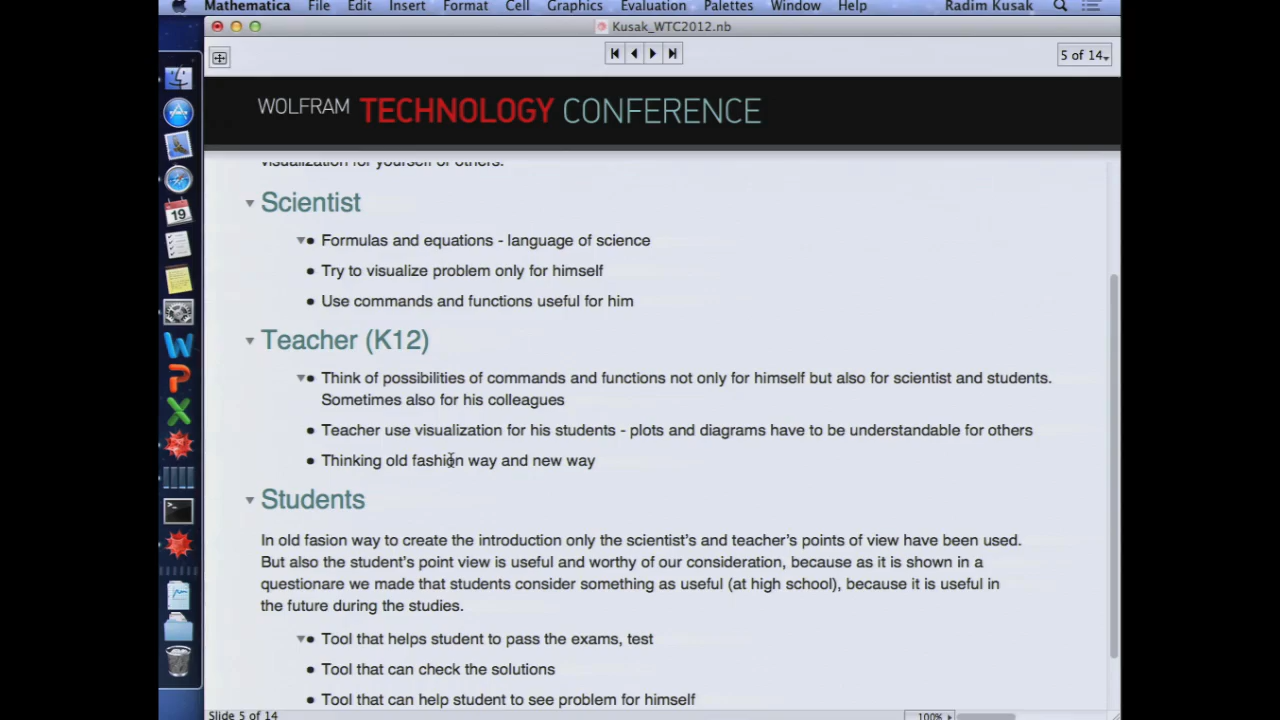 Mathematica File Edit Insert Format Cell Graphics Evaluation Palettes Window Help Radim Kusak
Kusak_WTC2012.nb
5 of 14
WOLFRAM TECHNOLOGY CONFERENCE
visualization for yourself or others.
Scientist
Formulas and equations - language of science
Try to visualize problem only for himself
Use commands and functions useful for him
Teacher (K12)
Think of possibilities of commands and functions not only for himself but also for scientist and students.
Sometimes also for his colleagues
Teacher use visualization for his students - plots and diagrams have to be understandable for others
Thinking old fashion way and new way
Students
In old fasion way to create the introduction only the scientist's and teacher's points of view have been used.
But also the student's point view is useful and worthy of our consideration, because as it is shown in a
questionare we made that students consider something as useful (at high school), because it is useful in
the future during the studies.
Tool that helps student to pass the exams, test
Tool that can check the solutions
Tool that can help student to see problem for himself
Slide 5 of 14
100%
19